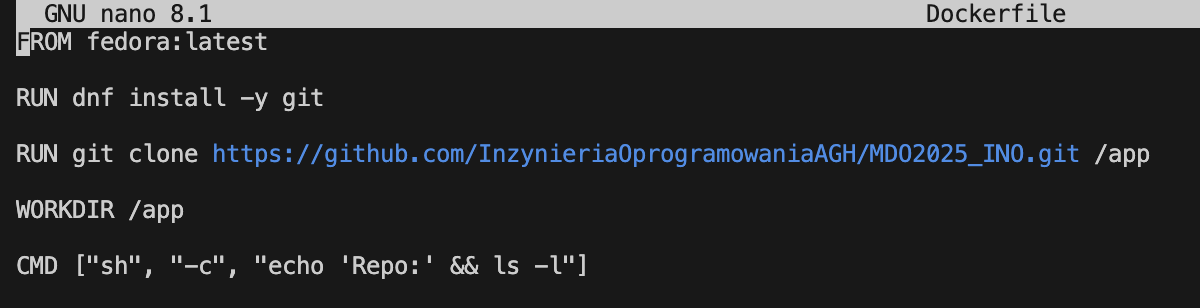 GNU nano 8.1 Dockerfile
FROM fedora:latest
RUN dnf install -y git
RUN git clone https://github.com/InzynieriaOprogramowaniaAGH/MDO2025_INO.git /app
WORKDIR /app
CMD ["sh", "-c", "echo 'Repo:' && ls -l"]